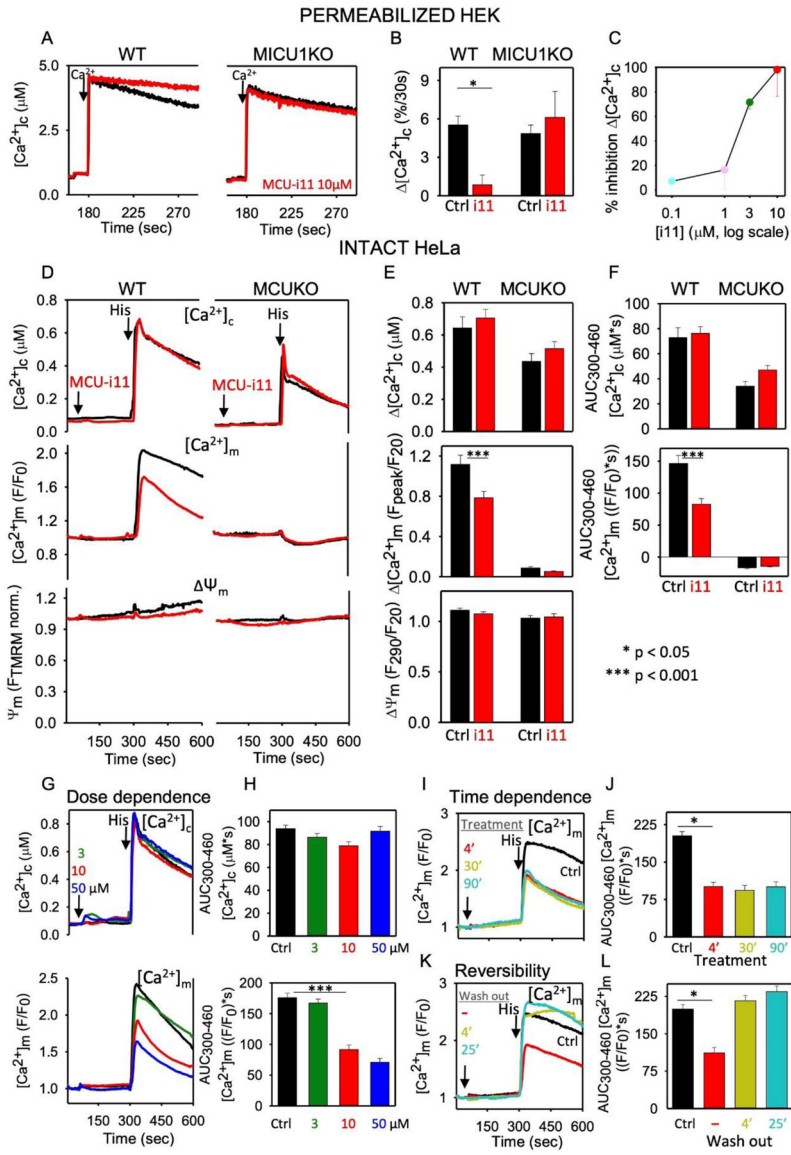 PERMEABILIZED HEK
A
WT
MICU1KO
B
WT MICU1KO
C
[Ca²⁺]c (μM)
5.0
2.5
0.0
Ca²⁺
Ca²⁺
MCU-i11 10μM
180 225 270
180 225 270
Time (sec)
Time (sec)
Δ[Ca²⁺]c (%/30s)
9
6
3
0
*
Ctrl i11 Ctrl i11
% inhibition Δ[Ca²⁺]c
100
80
60
40
20
0
0.1 1 3 10
[i11] (μM, log scale)
INTACT HeLa
D
WT
MCUKO
E
WT MCUKO
F
WT MCUKO
[Ca²⁺]c (μM)
0.8
0.6
0.4
0.2
0.0
His
[Ca²⁺]c
His
MCU-i11
MCU-i11
Δ[Ca²⁺]c (μM)
0.8
0.6
0.4
0.2
0.0
AUC300-460
[Ca²⁺]c (μM*s)
100
80
60
40
20
0
[Ca²⁺]m (F/F0)
2.0
1.5
1.0
[Ca²⁺]m
Δ[Ca²⁺]m (Fpeak/F20)
1.2
0.8
0.4
0.0
***
AUC300-460
[Ca²⁺]m ((F/F0)*s)
150
100
50
0
***
Ctrl i11 Ctrl i11
Ψm (FTMRM norm.)
1.2
0.9
0.6
0.3
0.0
ΔΨm
150 300 450 600
150 300 450 600
Time (sec)
Time (sec)
ΔΨm (F290/F20)
1.0
0.5
0.0
Ctrl i11 Ctrl i11
* p < 0.05
*** p < 0.001
G Dose dependence
H
I Time dependence
J
[Ca²⁺]c (μM)
0.8
0.6
0.4
0.2
0.0
His
[Ca²⁺]c
3
10
50 μM
AUC300-460
[Ca²⁺]c (μM*s)
100
80
60
40
20
0
Ctrl 3 10 50 μM
[Ca²⁺]m (F/F0)
3
2
1
Treatment
4'
30'
90'
His
[Ca²⁺]m
Ctrl
AUC300-460 [Ca²⁺]m
((F/F0)*s)
225
150
75
0
*
Ctrl 4' 30' 90'
Treatment
[Ca²⁺]m (F/F0)
2.5
2.0
1.5
1.0
[Ca²⁺]m
150 300 450 600
Time (sec)
AUC300-460
[Ca²⁺]m ((F/F0)*s)
200
150
100
50
0
***
Ctrl 3 10 50 μM
K Reversibility
L
[Ca²⁺]m (F/F0)
3
2
1
Wash out
–
4'
25'
His
[Ca²⁺]m
Ctrl
150 300 450 600
Time (sec)
AUC300-460 [Ca²⁺]m
((F/F0)*s)
225
150
75
0
*
Ctrl – 4' 25'
Wash out